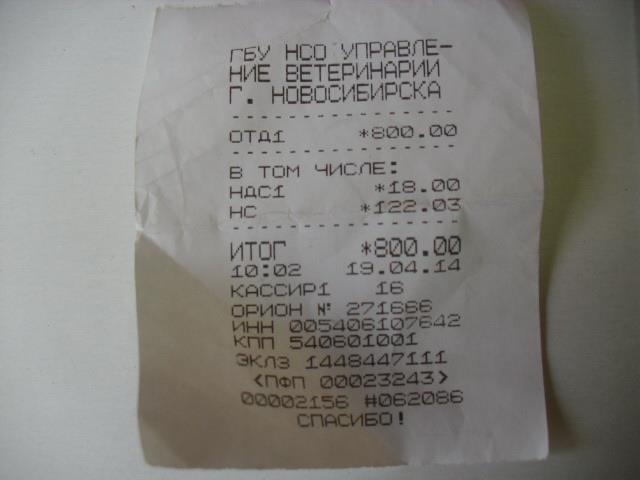 ГБУ НСО УПРАВЛЕ-
НИЕ ВЕТЕРИНАРИИ
Г. НОВОСИБИРСКА
ОТД1 *800.00
В ТОМ ЧИСЛЕ:
НДС1 *18.00
НС *122.03
ИТОГ *800.00
10:02 19.04.14
КАССИР1 16
ОРИОН № 271666
ИНН 005406107642
КПП 540601001
ЭКЛЗ 1448447111
<ПФП 00023243>
00002156 #062086
СПАСИБО!